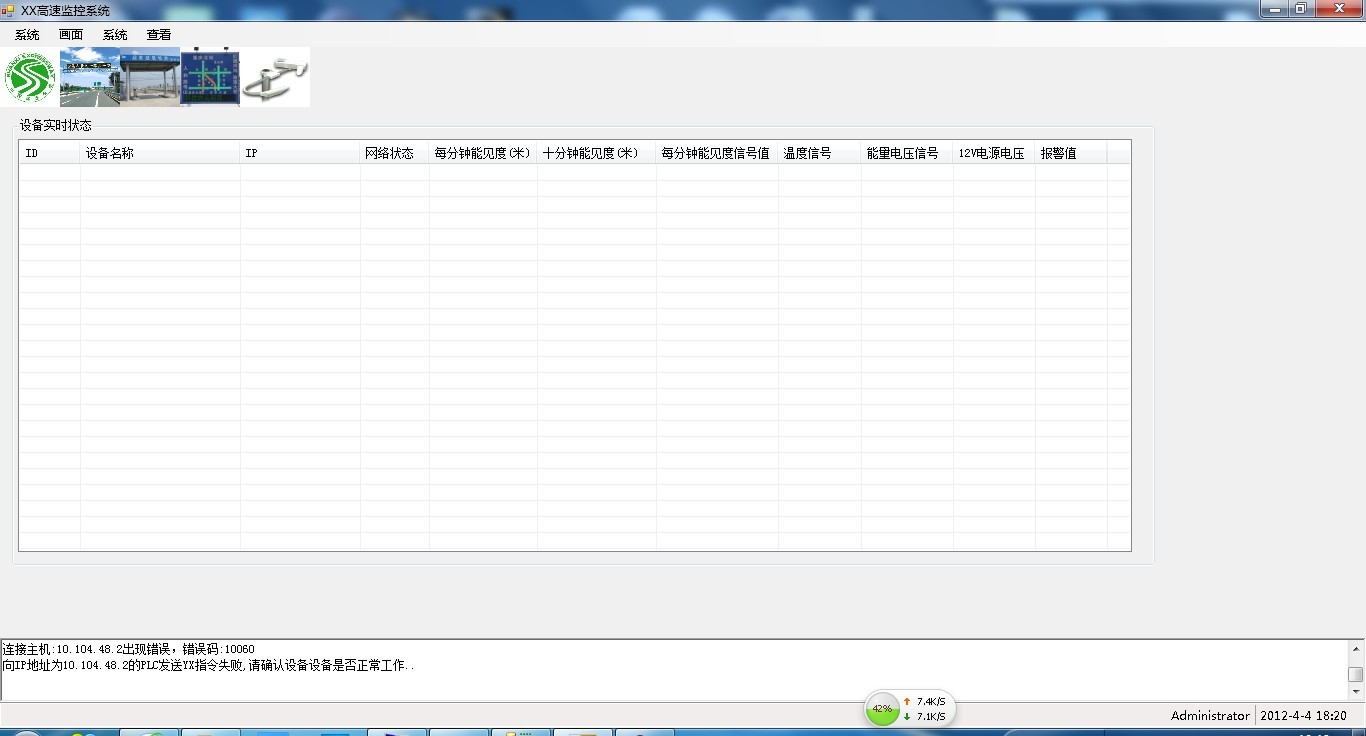 XX高速监控系统
系统 画面 系统 查看
设备实时状态
ID 设备名称 IP 网络状态 每分钟能见度(米) 十分钟能见度(米) 每分钟能见度信号值 温度信号 能量电压信号 12V电源电压 报警值
连接主机:10.104.48.2出现错误，错误码:10060
向IP地址为10.104.48.2的PLC发送YX指令失败,请确认设备设备是否正常工作..
42% 7.4K/S
7.1K/S
Administrator 2012-4-4 18:20